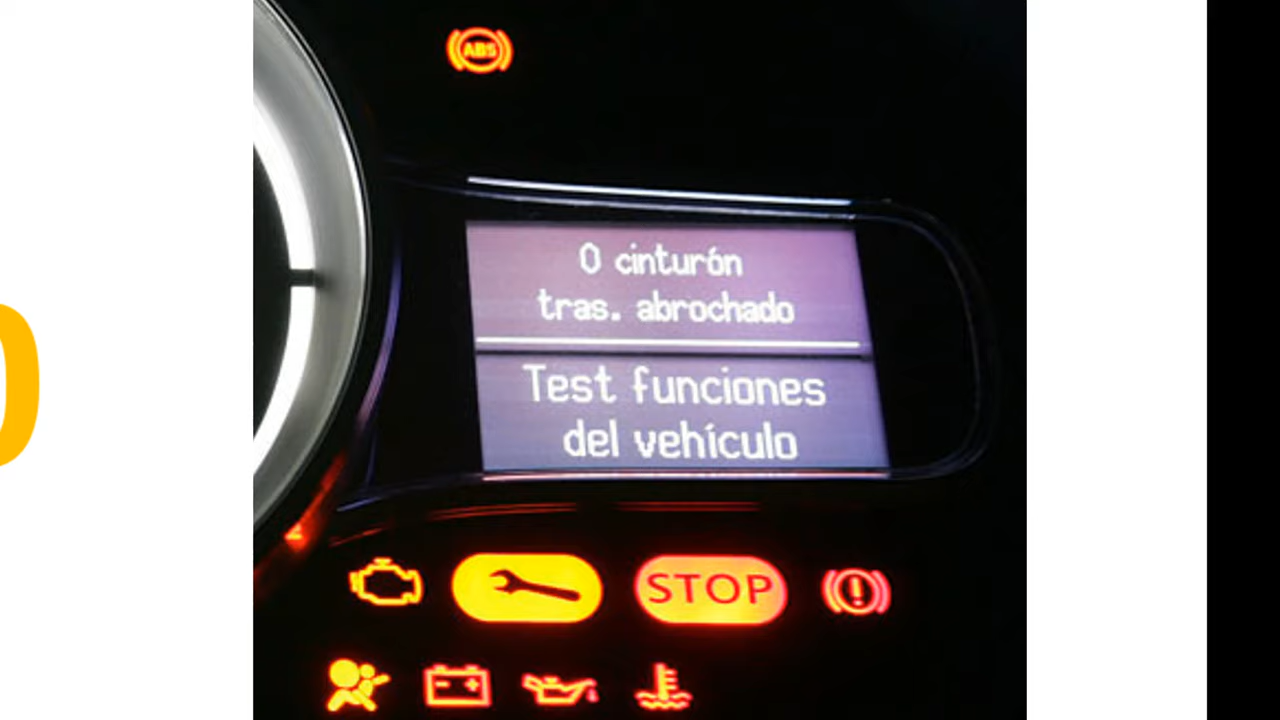 ABS
0 cinturón
tras. abrochado
Test funciones
del vehículo
STOP